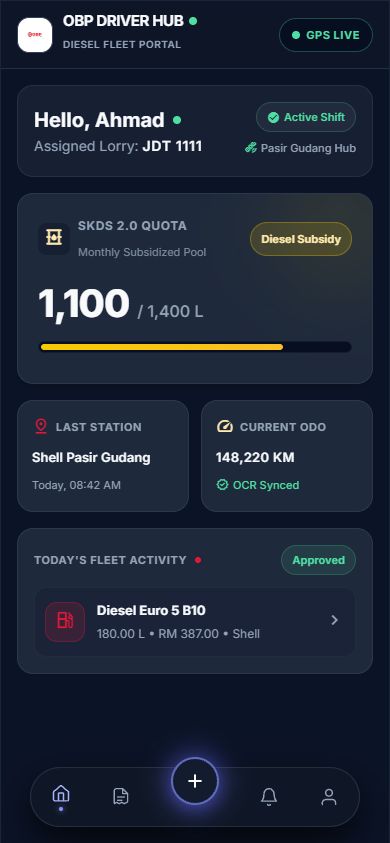 OBP DRIVER HUB
DIESEL FLEET PORTAL
GPS LIVE
Hello, Ahmad
Active Shift
Assigned Lorry: JDT 1111
Pasir Gudang Hub
SKDS 2.0 QUOTA
Monthly Subsidized Pool
Diesel Subsidy
1,100 / 1,400 L
LAST STATION
Shell Pasir Gudang
Today, 08:42 AM
CURRENT ODO
148,220 KM
OCR Synced
TODAY'S FLEET ACTIVITY
Approved
Diesel Euro 5 B10
180.00 L • RM 387.00 • Shell